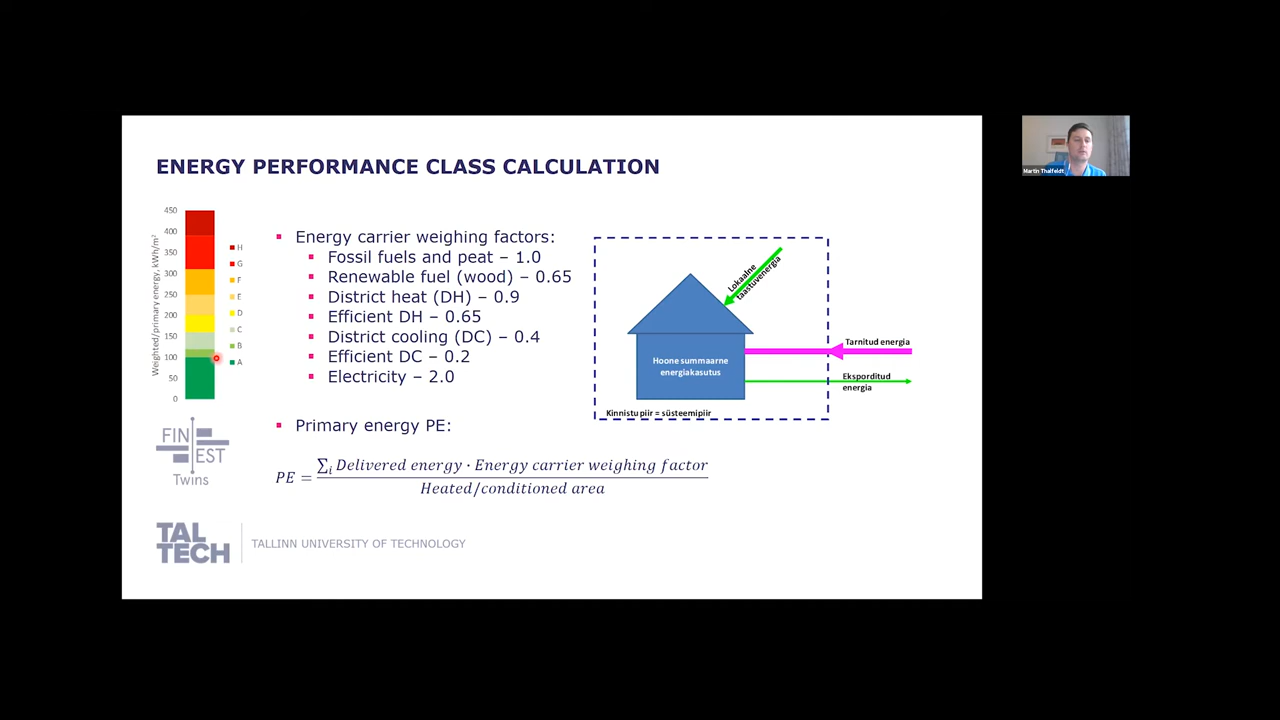 ENERGY PERFORMANCE CLASS CALCULATION
Martin Thalfeldt
Weighted/primary energy, kWh/m²
450
400
350
300
250
200
150
100
50
0
H
G
F
E
D
C
B
A
Energy carrier weighing factors:
Fossil fuels and peat – 1.0
Renewable fuel (wood) – 0.65
District heat (DH) – 0.9
Efficient DH – 0.65
District cooling (DC) – 0.4
Efficient DC – 0.2
Electricity – 2.0
Primary energy PE:
PE = ∑i Delivered energy · Energy carrier weighing factor
Heated/conditioned area
Lokaalne
taastuvenergia
Hoone summaarne
energiakasutus
Tarnitud energia
Eksporditud
energia
Kinnistu piir = süsteemipiir
FIN
EST
Twins
TAL
TECH
TALLINN UNIVERSITY OF TECHNOLOGY